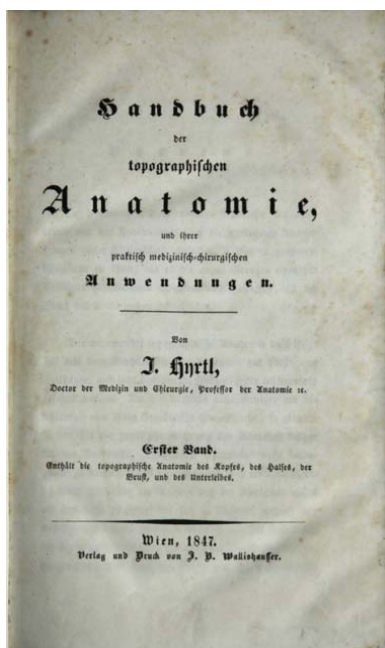 Handbuch
der
topographischen
Anatomie,
und ihrer
praktisch medizinisch-chirurgischen
Anwendungen.
Von
J. Hyrtl,
Doctor der Medizin und Chirurgie, Professor der Anatomie ꝛc.
Erster Band.
Enthält die topographische Anatomie des Kopfes, des Halses, der
Brust, und des Unterleibes.
Wien, 1847.
Verlag und Druck von J. P. Wallishausser.